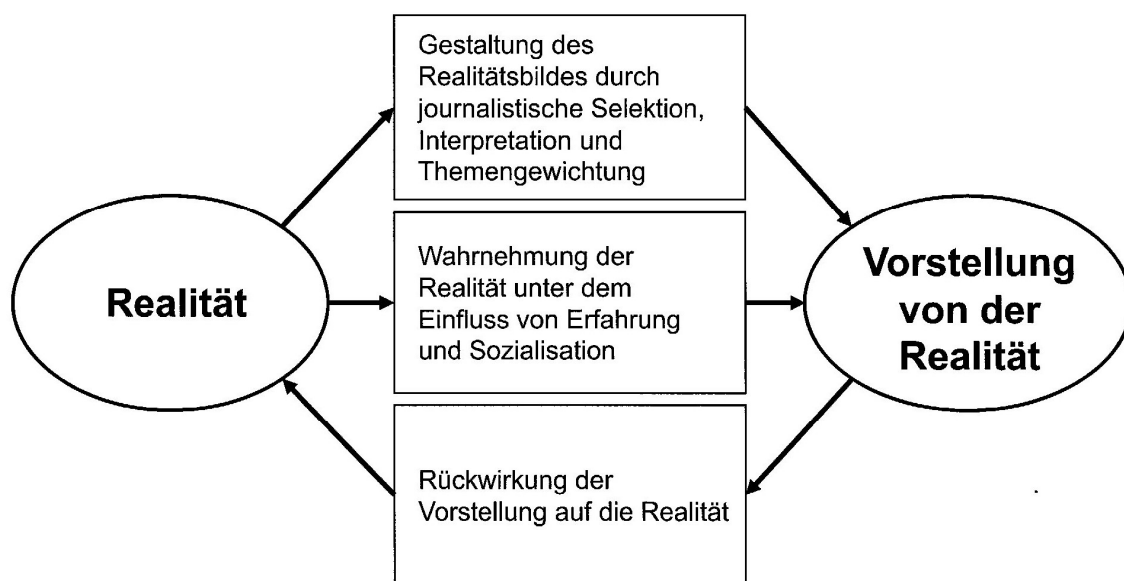 Gestaltung des
Realitätsbildes durch
journalistische Selektion,
Interpretation und
Themengewichtung
Realität
Wahrnehmung der
Realität unter dem
Einfluss von Erfahrung
und Sozialisation
Vorstellung
von der
Realität
Rückwirkung der
Vorstellung auf die Realität